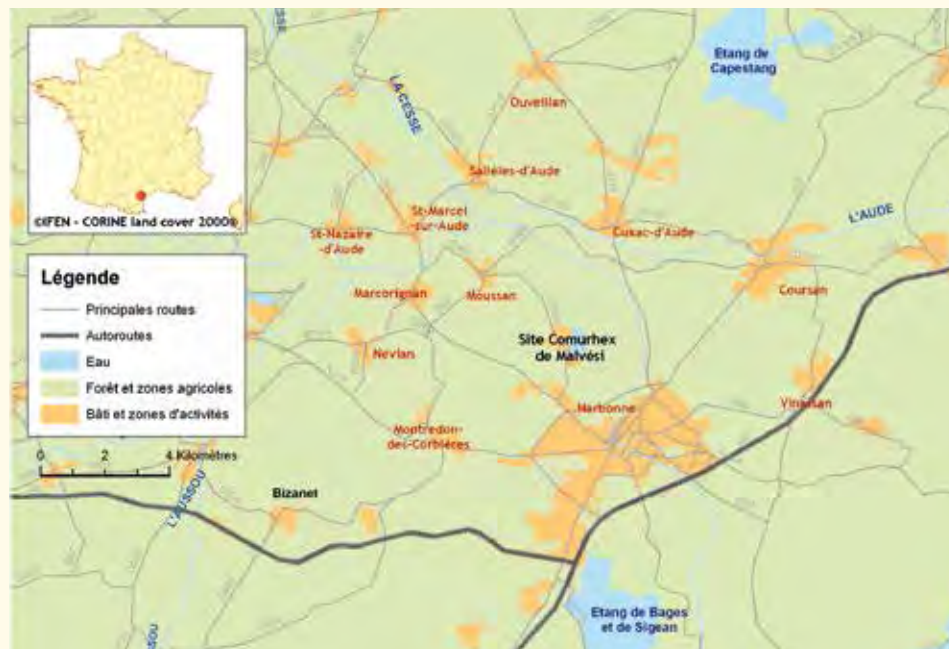 ©IFEN - CORINE land cover 2000®
Légende
Principales routes
Autoroutes
Eau
Forêt et zones agricoles
Bâti et zones d'activités
0 2 4 Kilomètres
Etang de
Capestang
LA CESSE
Ouveillan
Salleles-d'Aude
St-Marcel
-sur-Aude
St-Nazaire
-d'Aude
Cuxac-d'Aude
L'AUDE
Coursan
Marcorignan
Moussan
Nevian
Site Comurhex
de Malvési
Narbonne
Vinassan
Montredon-
des-Corbières
Bizanet
L'AUSSOU
Etang de Bages
et de Sigean